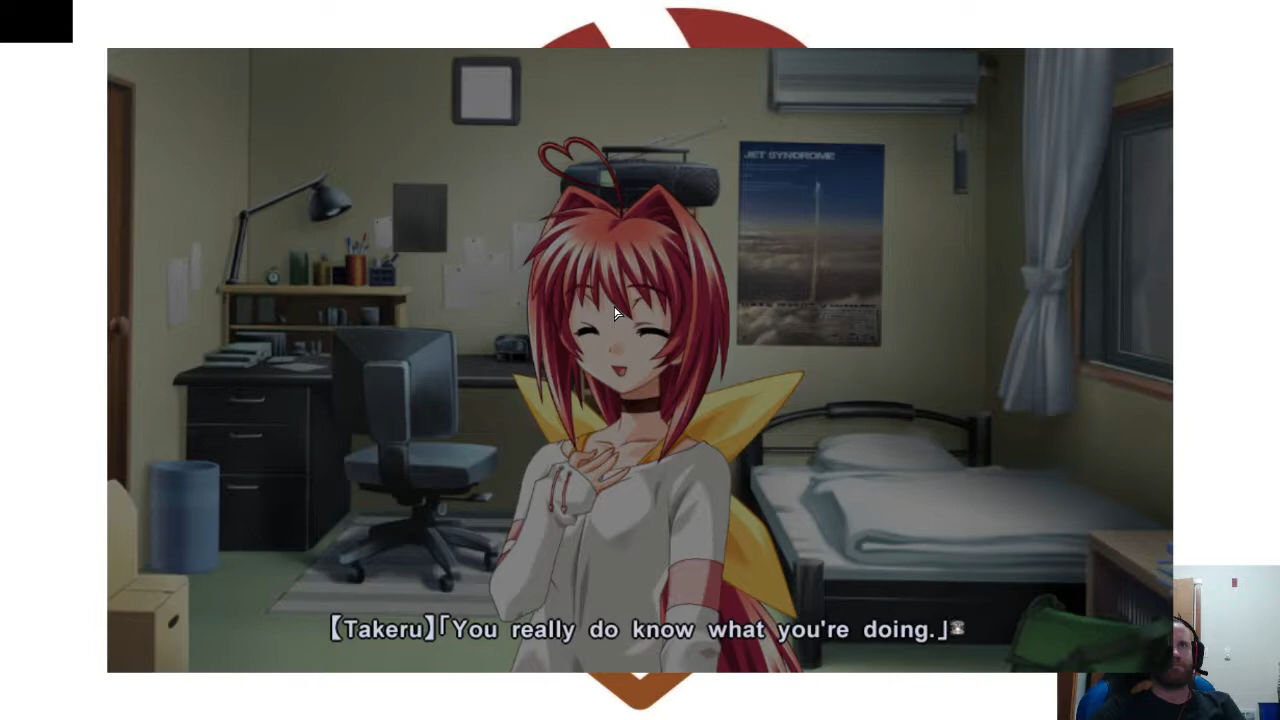 JET SYNDROME
【Takeru】「You really do know what you're doing.」